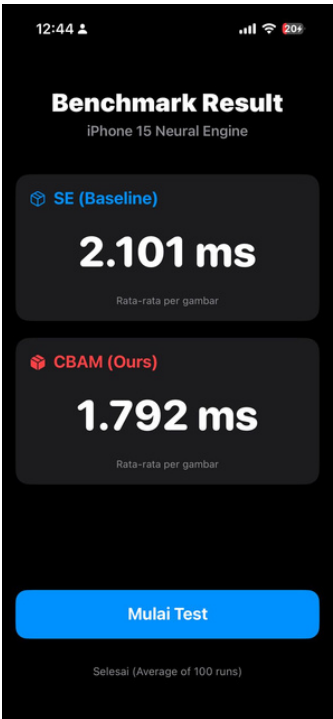 12:44
20
Benchmark Result
iPhone 15 Neural Engine
SE (Baseline)
2.101 ms
Rata-rata per gambar
CBAM (Ours)
1.792 ms
Rata-rata per gambar
Mulai Test
Selesai (Average of 100 runs)